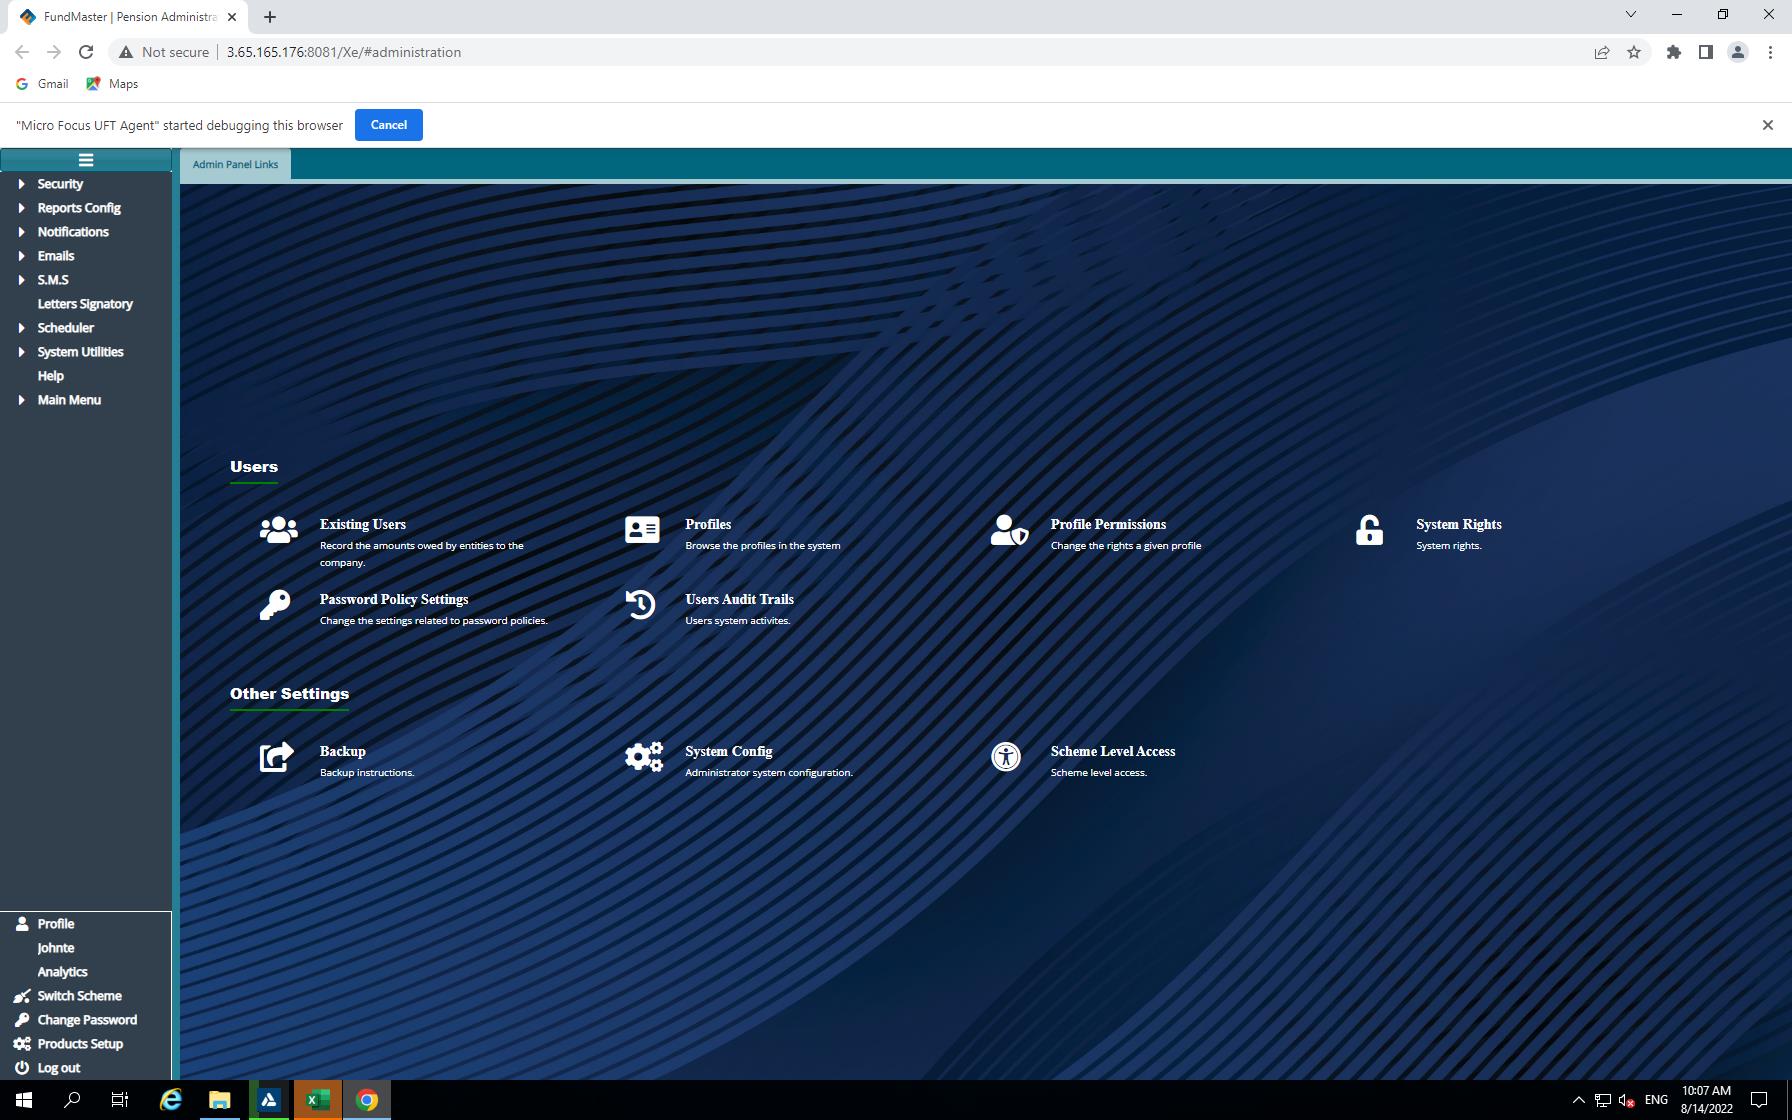 FundMaster | Pension Administra
Not secure
3.65.165.176:8081/Xe/#administration
Gmail
Maps
"Micro Focus UFT Agent" started debugging this browser
Cancel
Admin Panel Links
Security
Reports Config
Notifications
Emails
S.M.S
Letters Signatory
Scheduler
System Utilities
Help
Main Menu
Users
Existing Users
Record the amounts owed by entities to the
company.
Profiles
Browse the profiles in the system
Profile Permissions
Change the rights a given profile
System Rights
System rights.
Password Policy Settings
Change the settings related to password policies.
Users Audit Trails
Users system activites.
Other Settings
Backup
Backup instructions.
System Config
Administrator system configuration.
Scheme Level Access
Scheme level access.
Profile
Johnte
Analytics
Switch Scheme
Change Password
Products Setup
Log out
ENG
10:07 AM
8/14/2022